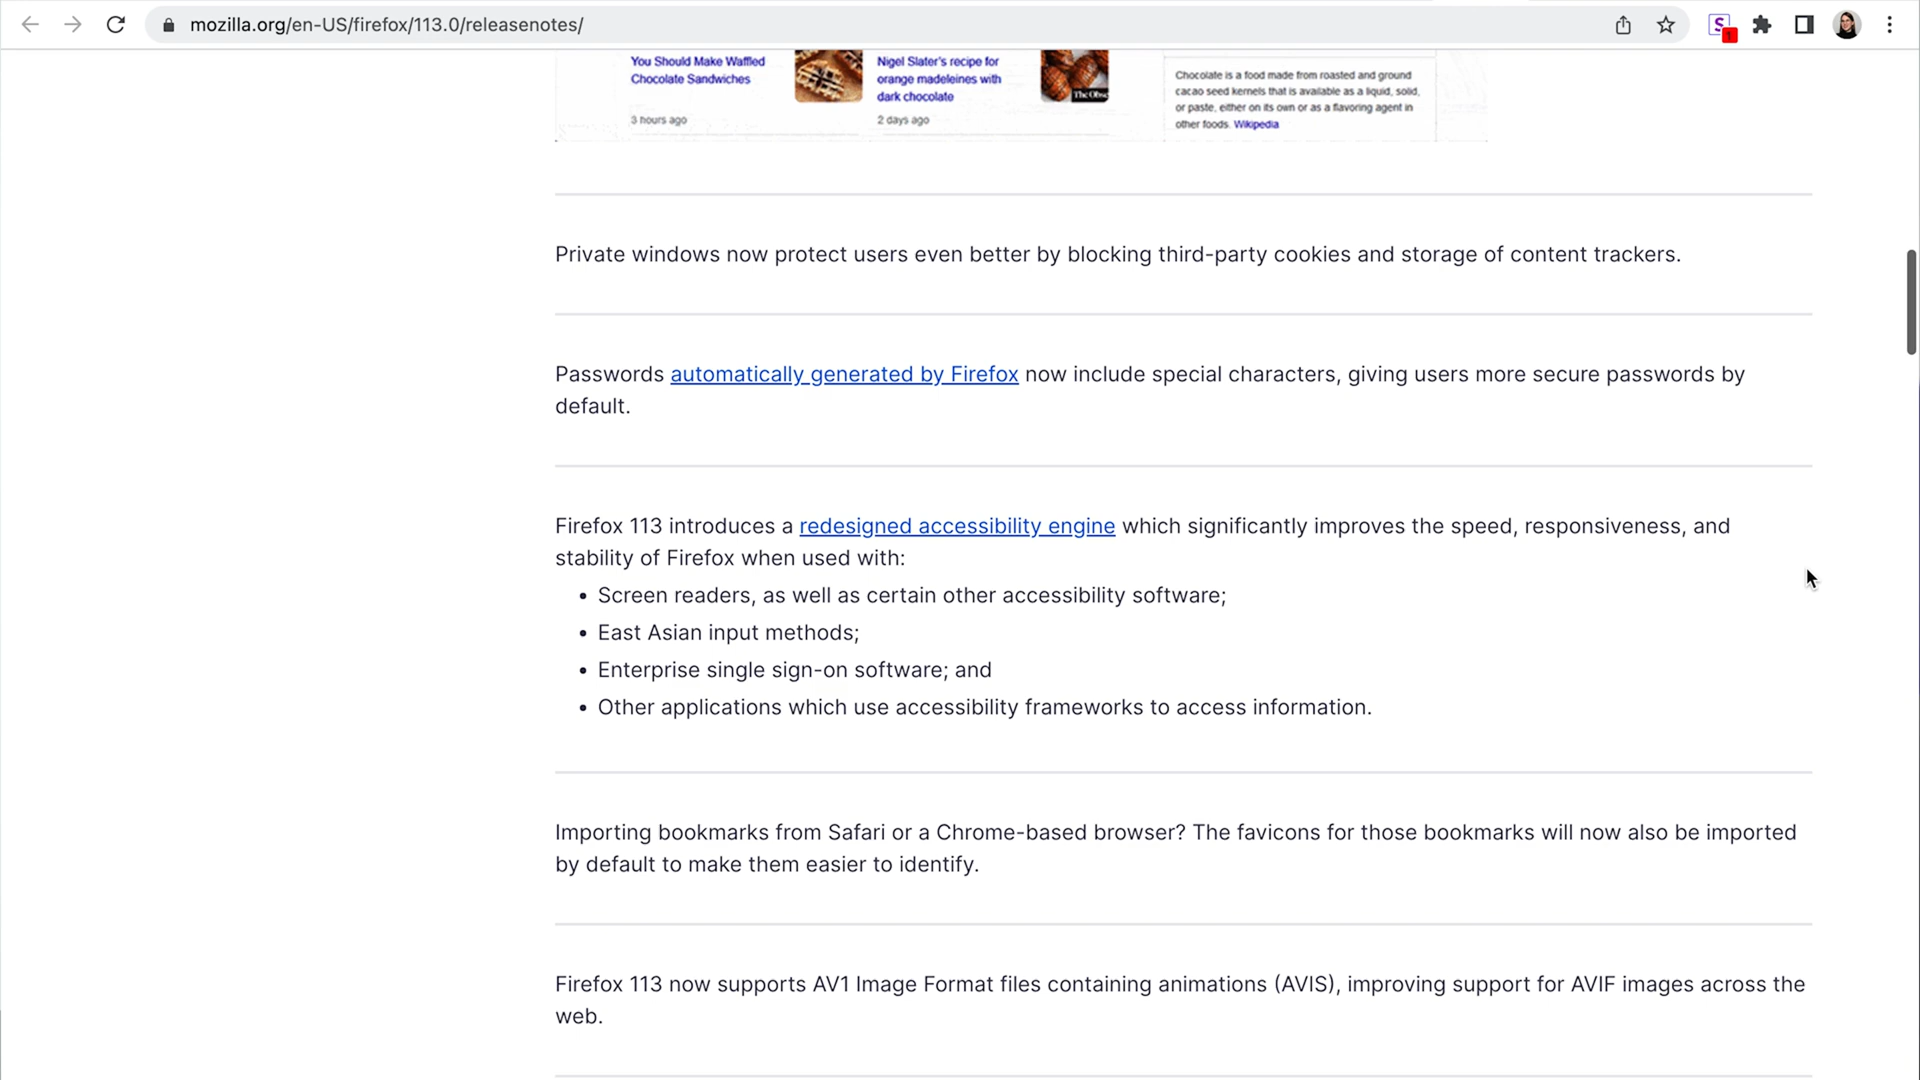 mozilla.org/en-US/firefox/113.0/releasenotes/
S
1
You Should Make Waffled
Chocolate Sandwiches
3 hours ago
Nigel Slater's recipe for
orange madeleines with
dark chocolate
2 days ago
The Obse
Chocolate is a food made from roasted and ground
cacao seed kernels that is available as a liquid, solid,
or paste, either on its own or as a flavoring agent in
other foods. Wikipedia
Private windows now protect users even better by blocking third-party cookies and storage of content trackers.
Passwords automatically generated by Firefox now include special characters, giving users more secure passwords by
default.
Firefox 113 introduces a redesigned accessibility engine which significantly improves the speed, responsiveness, and
stability of Firefox when used with:
• Screen readers, as well as certain other accessibility software;
• East Asian input methods;
• Enterprise single sign-on software; and
• Other applications which use accessibility frameworks to access information.
Importing bookmarks from Safari or a Chrome-based browser? The favicons for those bookmarks will now also be imported
by default to make them easier to identify.
Firefox 113 now supports AV1 Image Format files containing animations (AVIS), improving support for AVIF images across the
web.